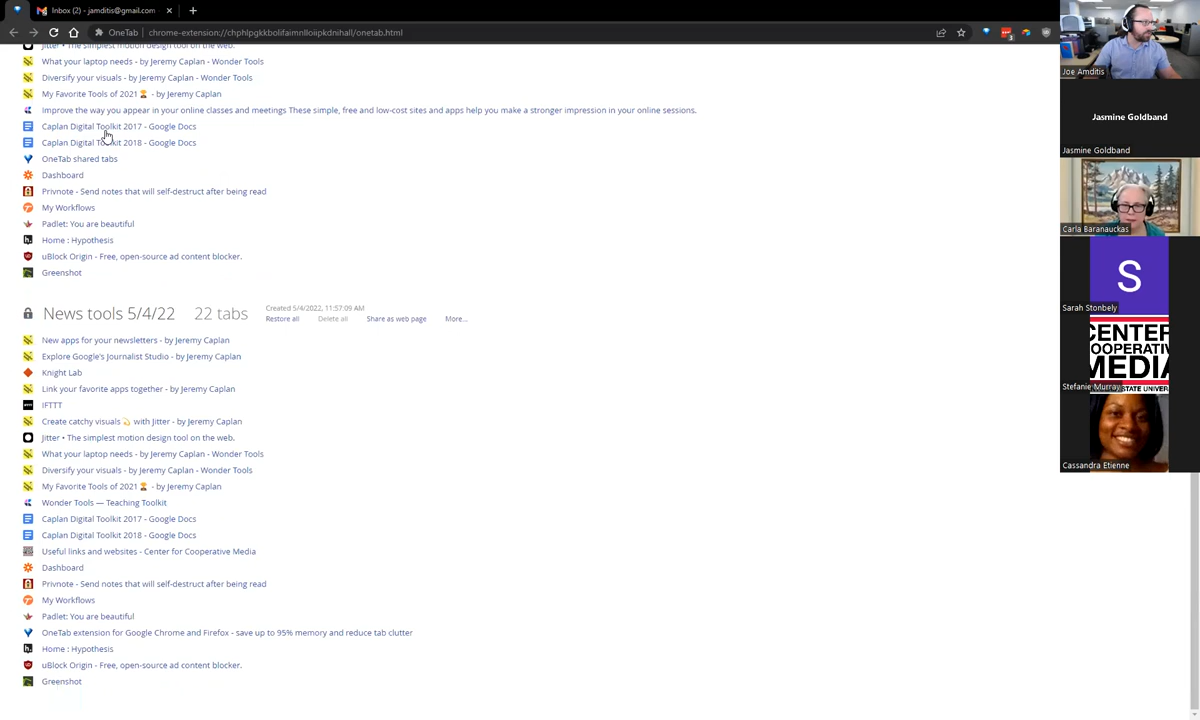 Inbox (2) - jamditis@gmail.com
OneTab
chrome-extension://chphlpgkkbolifaimnlloiipkdnihall/onetab.html
Jitter • The simplest motion design tool on the web.
What your laptop needs - by Jeremy Caplan - Wonder Tools
Diversify your visuals - by Jeremy Caplan - Wonder Tools
My Favorite Tools of 2021 - by Jeremy Caplan
Improve the way you appear in your online classes and meetings These simple, free and low-cost sites and apps help you make a stronger impression in your online sessions.
Caplan Digital Toolkit 2017 - Google Docs
Caplan Digital Toolkit 2018 - Google Docs
OneTab shared tabs
Dashboard
Privnote - Send notes that will self-destruct after being read
My Workflows
Padlet: You are beautiful
Home : Hypothesis
uBlock Origin - Free, open-source ad content blocker.
Greenshot
News tools 5/4/22
22 tabs
Created 5/4/2022, 11:57:09 AM
Restore all
Delete all
Share as web page
More...
New apps for your newsletters - by Jeremy Caplan
Explore Google's Journalist Studio - by Jeremy Caplan
Knight Lab
Link your favorite apps together - by Jeremy Caplan
IFTTT
Create catchy visuals 💫 with Jitter - by Jeremy Caplan
Jitter • The simplest motion design tool on the web.
What your laptop needs - by Jeremy Caplan - Wonder Tools
Diversify your visuals - by Jeremy Caplan - Wonder Tools
My Favorite Tools of 2021 - by Jeremy Caplan
Wonder Tools — Teaching Toolkit
Caplan Digital Toolkit 2017 - Google Docs
Caplan Digital Toolkit 2018 - Google Docs
Useful links and websites - Center for Cooperative Media
Dashboard
Privnote - Send notes that will self-destruct after being read
My Workflows
Padlet: You are beautiful
OneTab extension for Google Chrome and Firefox - save up to 95% memory and reduce tab clutter
Home : Hypothesis
uBlock Origin - Free, open-source ad content blocker.
Greenshot
Joe Amditis
Jasmine Goldband
Jasmine Goldband
Carla Baranauckas
S
Sarah Stonbely
CENTER
COOPERATIVE
MEDIA
STATE UNIVER
Stefanie Murray
Cassandra Etienne